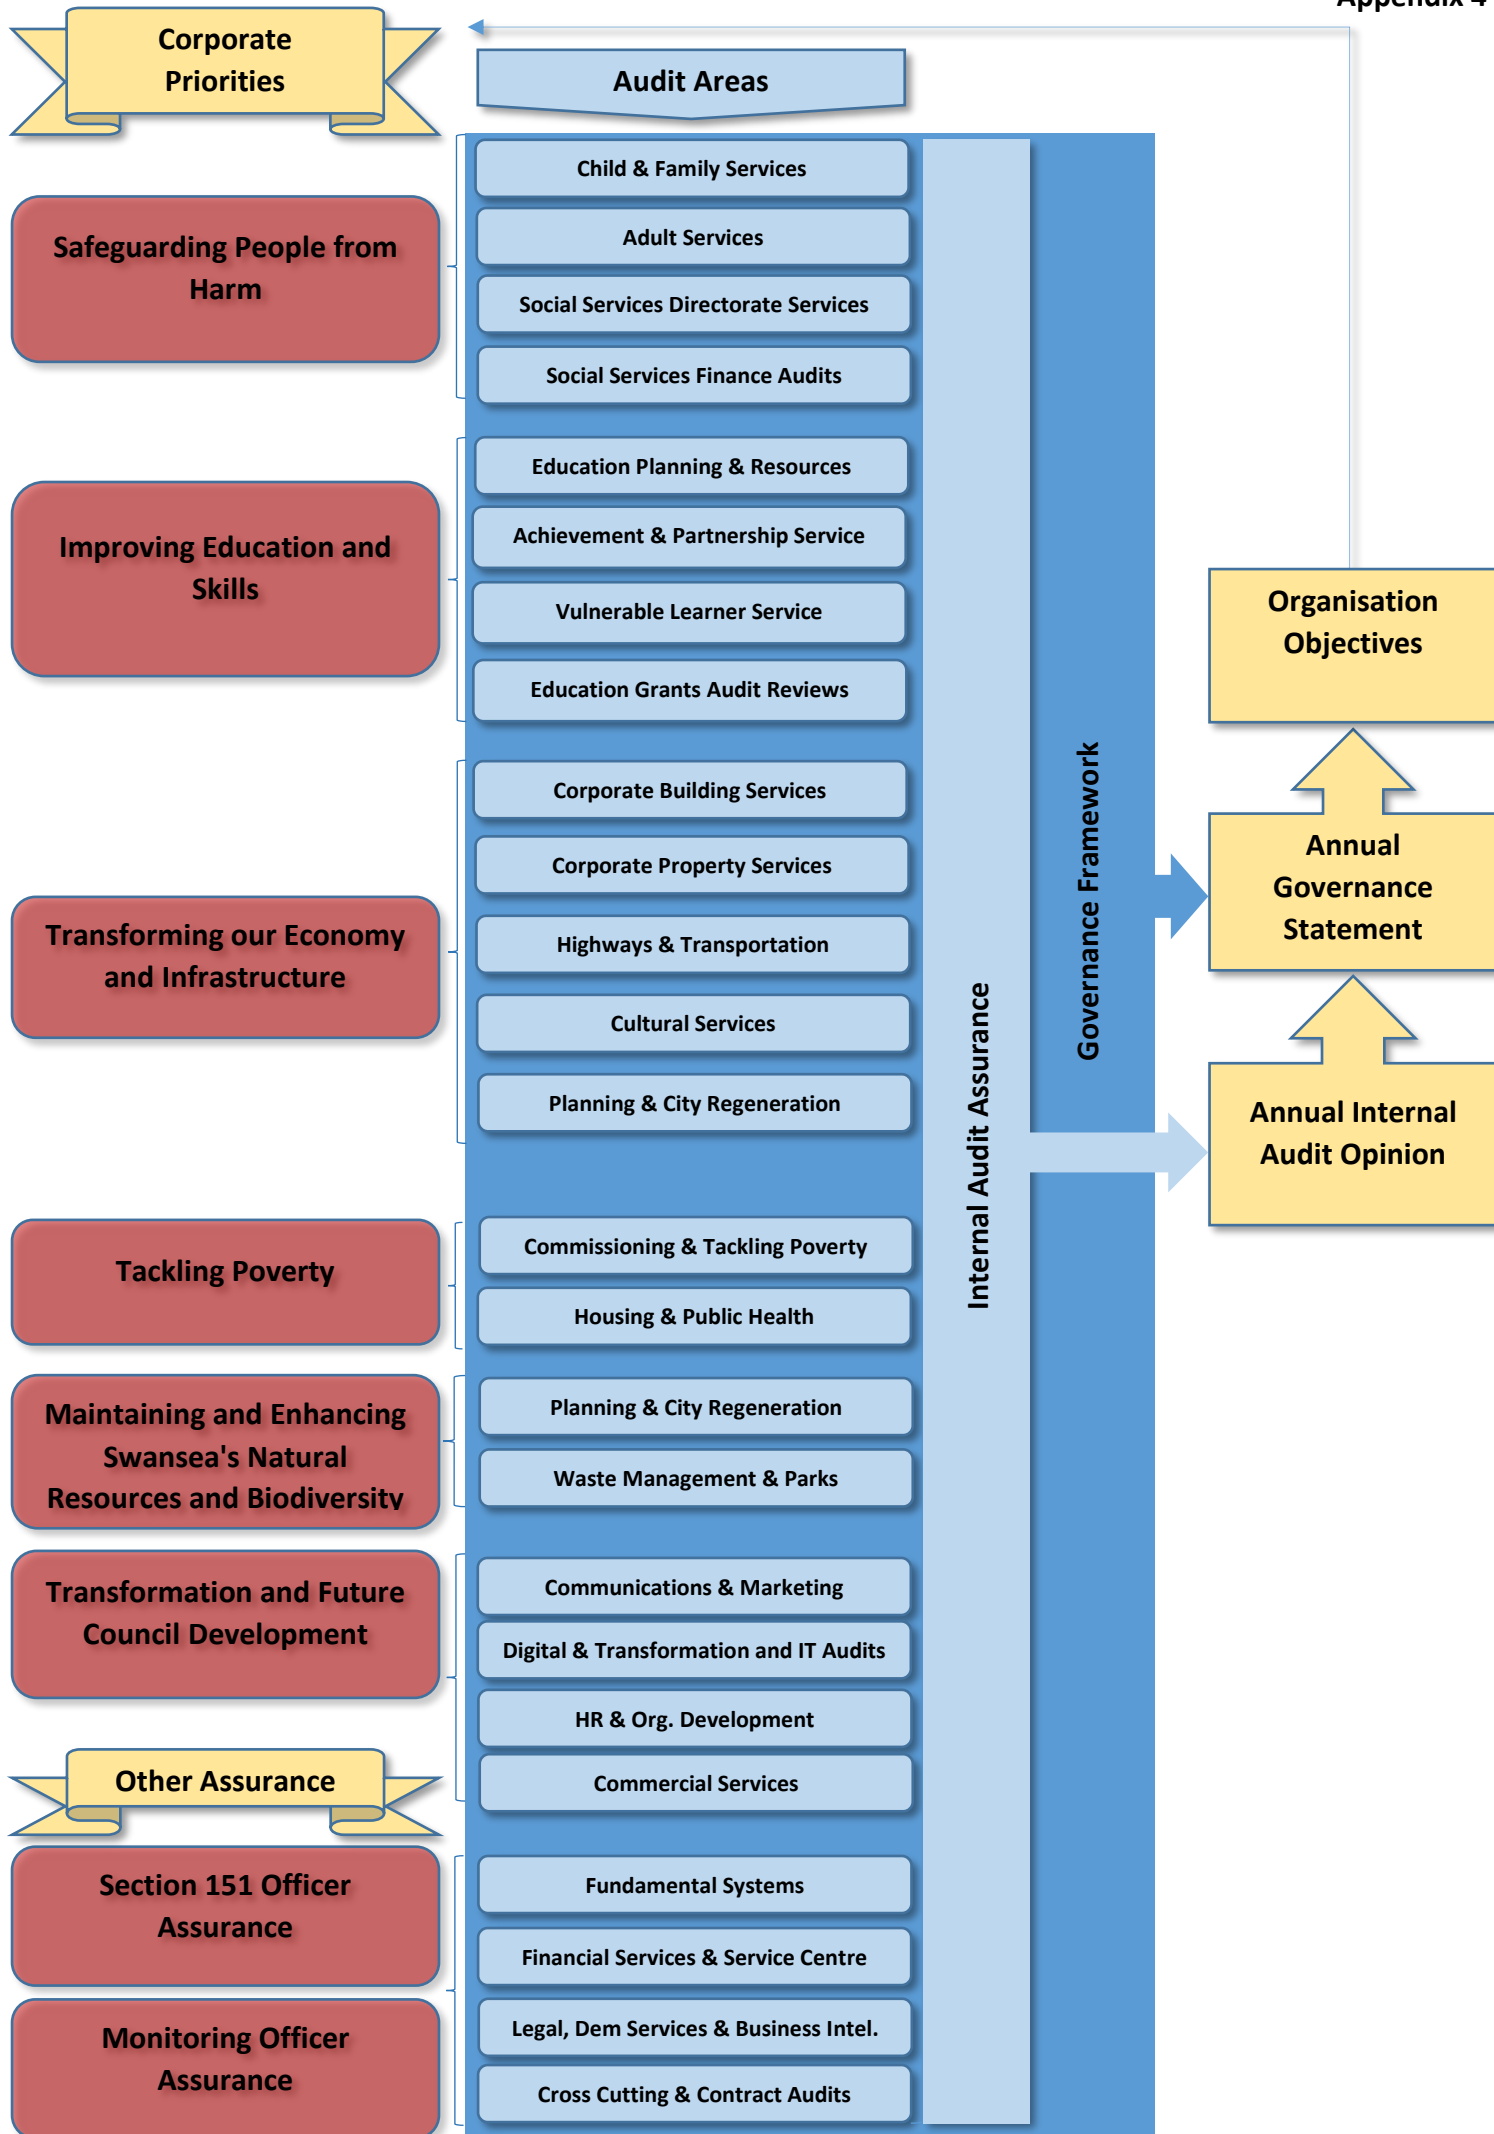 Appendix 4
Corporate
Priorities
Audit Areas
Safeguarding People from
Harm
Child & Family Services
Adult Services
Social Services Directorate Services
Social Services Finance Audits
Improving Education and
Skills
Education Planning & Resources
Achievement & Partnership Service
Vulnerable Learner Service
Education Grants Audit Reviews
Transforming our Economy
and Infrastructure
Corporate Building Services
Corporate Property Services
Highways & Transportation
Cultural Services
Planning & City Regeneration
Tackling Poverty
Commissioning & Tackling Poverty
Housing & Public Health
Maintaining and Enhancing
Swansea's Natural
Resources and Biodiversity
Planning & City Regeneration
Waste Management & Parks
Transformation and Future
Council Development
Communications & Marketing
Digital & Transformation and IT Audits
HR & Org. Development
Commercial Services
Other Assurance
Section 151 Officer
Assurance
Monitoring Officer
Assurance
Fundamental Systems
Financial Services & Service Centre
Legal, Dem Services & Business Intel.
Cross Cutting & Contract Audits
Internal Audit Assurance
Governance Framework
Organisation
Objectives
Annual
Governance
Statement
Annual Internal
Audit Opinion